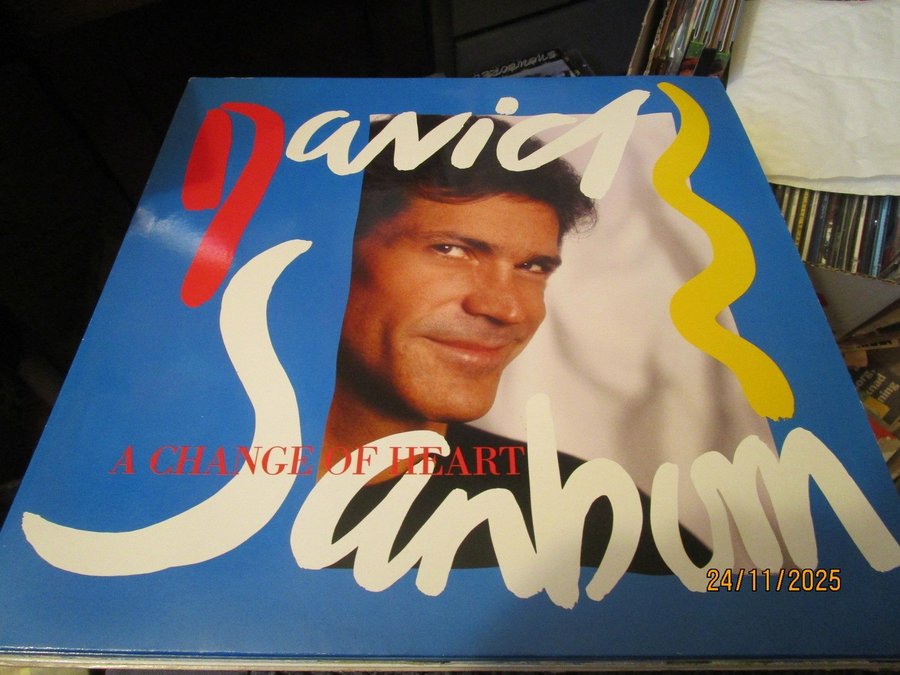 David
Sanborn
A CHANGE OF HEART
24/11/2025